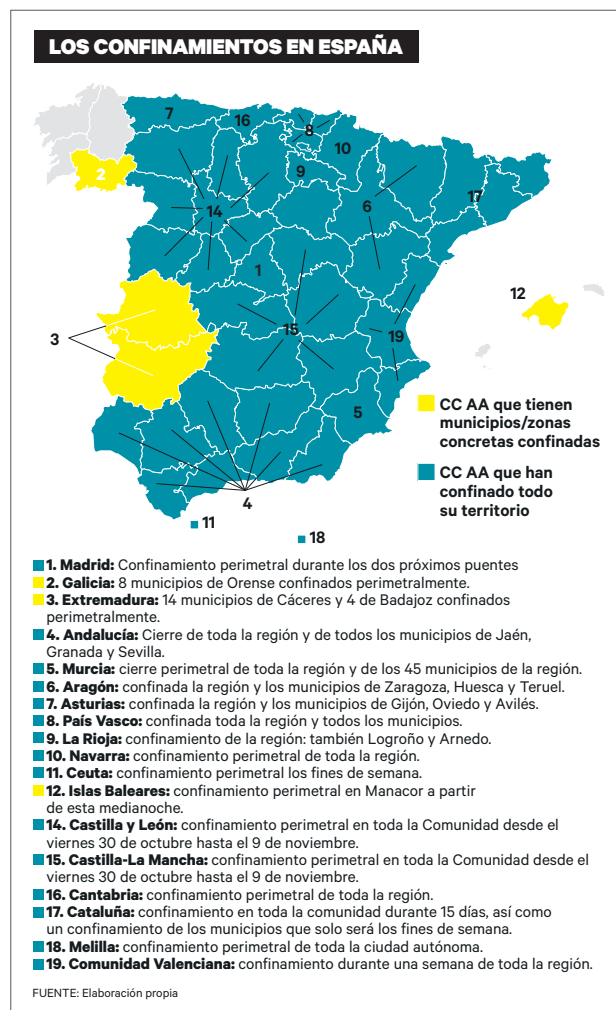 LOS CONFINAMIENTOS EN ESPAÑA
7
16
8
10
2
9
17
14
6
1
12
3
15
19
5
4
11
18
CC AA que tienen
municipios/zonas
concretas confinadas
CC AA que han
confinado todo
su territorio
1. Madrid: Confinamiento perimetral durante los dos próximos puentes
2. Galicia: 8 municipios de Orense confinados perimetralmente.
3. Extremadura: 14 municipios de Cáceres y 4 de Badajoz confinados
perimetralmente.
4. Andalucía: Cierre de toda la región y de todos los municipios de Jaén,
Granada y Sevilla.
5. Murcia: cierre perimetral de toda la región y de los 45 municipios de la región.
6. Aragón: confinada la región y los municipios de Zaragoza, Huesca y Teruel.
7. Asturias: confinada la región y los municipios de Gijón, Oviedo y Avilés.
8. País Vasco: confinada toda la región y todos los municipios.
9. La Rioja: confinamiento de la región: también Logroño y Arnedo.
10. Navarra: confinamiento perimetral de toda la región.
11. Ceuta: confinamiento perimetral los fines de semana.
12. Islas Baleares: confinamiento perimetral en Manacor a partir
de esta medianoche.
14. Castilla y León: confinamiento perimetral en toda la Comunidad desde el
viernes 30 de octubre hasta el 9 de noviembre.
15. Castilla-La Mancha: confinamiento perimetral en toda la Comunidad desde el
viernes 30 de octubre hasta el 9 de noviembre.
16. Cantabria: confinamiento perimetral de toda la región.
17. Cataluña: confinamiento en toda la comunidad durante 15 días, así como
un confinamiento de los municipios que solo será los fines de semana.
18. Melilla: confinamiento perimetral de toda la ciudad autónoma.
19. Comunidad Valenciana: confinamiento durante una semana de toda la región.
FUENTE: Elaboración propia